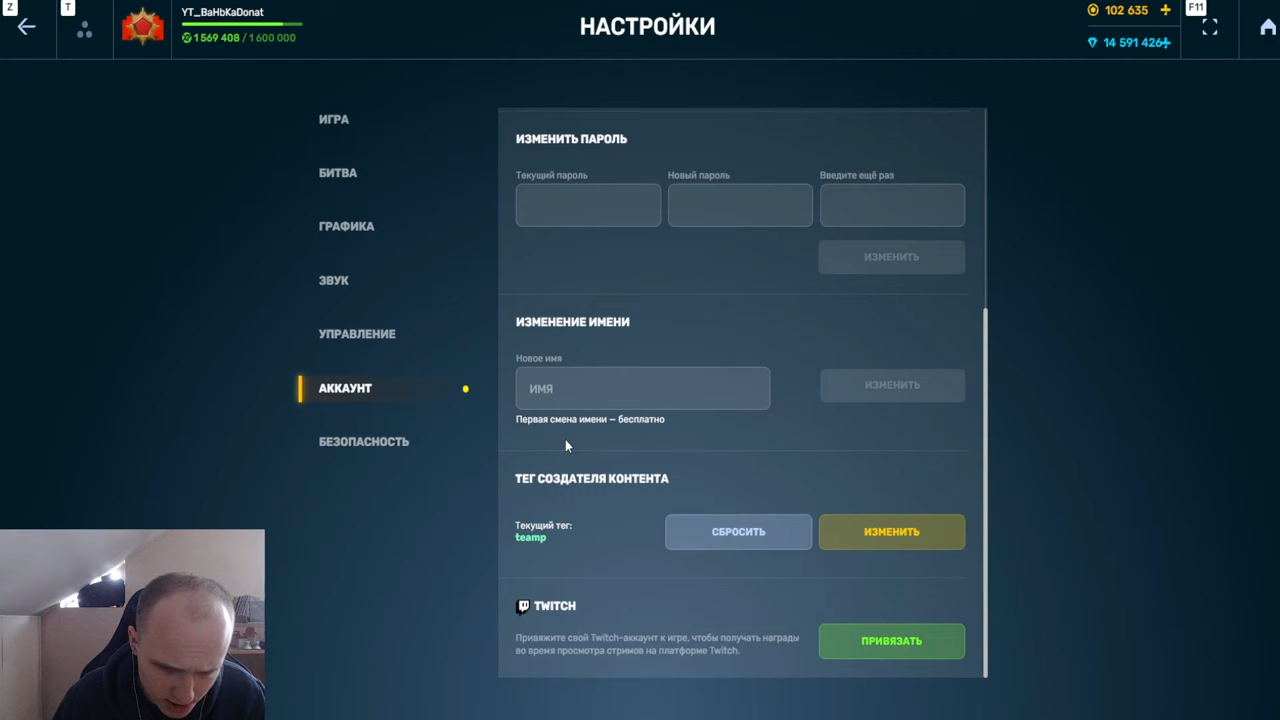 Z
T
YT_BaHbKaDonat
1 569 408 / 1 600 000
НАСТРОЙКИ
102 635 +
14 591 426+
F11
ИГРА
БИТВА
ГРАФИКА
ЗВУК
УПРАВЛЕНИЕ
АККАУНТ
БЕЗОПАСНОСТЬ
ИЗМЕНИТЬ ПАРОЛЬ
Текущий пароль
Новый пароль
Введите ещё раз
ИЗМЕНИТЬ
ИЗМЕНЕНИЕ ИМЕНИ
Новое имя
ИМЯ
ИЗМЕНИТЬ
Первая смена имени — бесплатно
ТЕГ СОЗДАТЕЛЯ КОНТЕНТА
Текущий тег:
teamp
СБРОСИТЬ
ИЗМЕНИТЬ
TWITCH
Привяжите свой Twitch-аккаунт к игре, чтобы получать награды
во время просмотра стримов на платформе Twitch.
ПРИВЯЗАТЬ